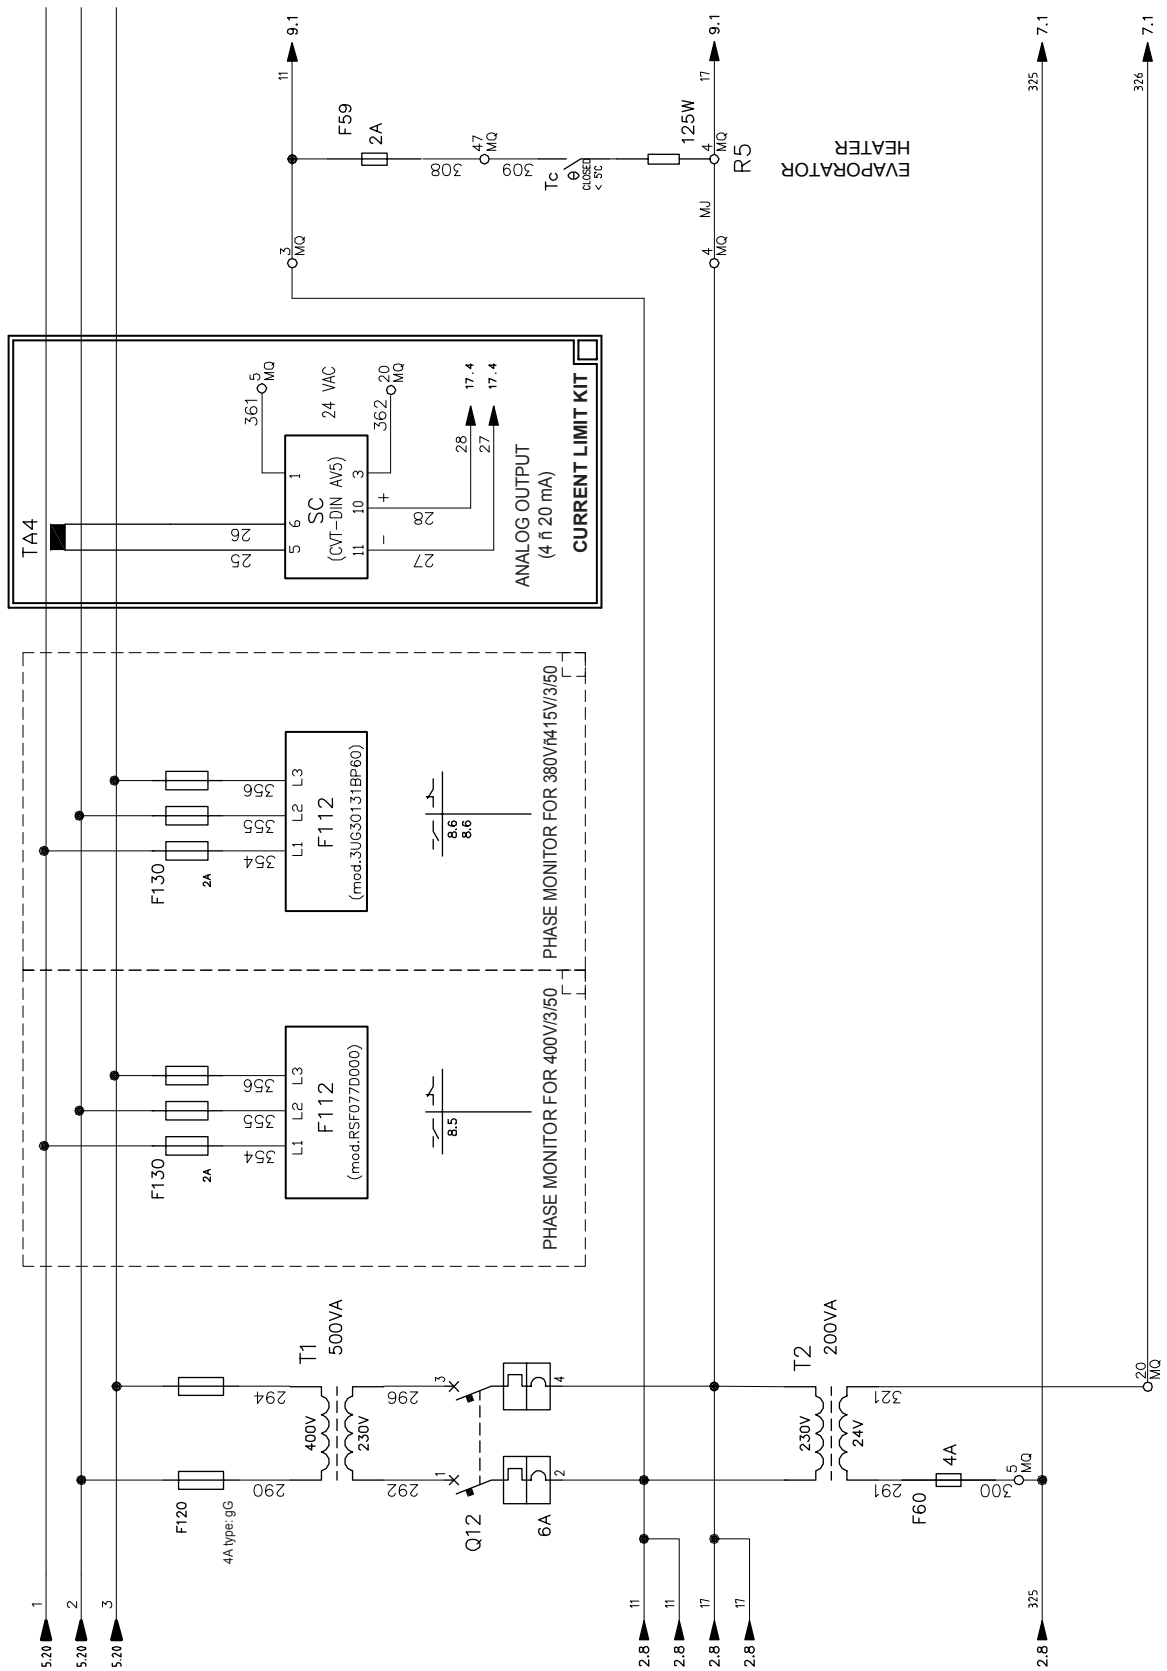 5.20
1
5.20
2
5.20
3
F120
4A type: gG
290
294
T1
500VA
400V
230V
292
296
1
3
Q12
6A
2
4
2.8
11
2.8
11
2.8
17
2.8
17
T2
200VA
230V
24V
291
321
F60
4A
300
5
MQ
20
MQ
2.8
325
F130
2A
354
355
356
L1
L2
L3
F112
(mod.RSF077D000)
8.5
PHASE MONITOR FOR 400V/3/50
F130
2A
354
355
356
L1
L2
L3
F112
(mod.3UG30131BP60)
8.6
8.6
PHASE MONITOR FOR 380Vñ415V/3/50
TA4
25
26
5
6
1
SC
(CVT-DIN AV5)
11
10
3
-
+
27
28
361
5
MQ
24 VAC
362
20
MQ
28
17.4
27
17.4
ANALOG OUTPUT
(4 ñ 20 mA)
CURRENT LIMIT KIT
3
MQ
11
9.1
F59
2A
308
47
MQ
309
Tc
θ
CLOSED
< 5°C
125W
4
MQ
MJ
4
MQ
R5
17
9.1
EVAPORATOR
HEATER
325
7.1
326
7.1